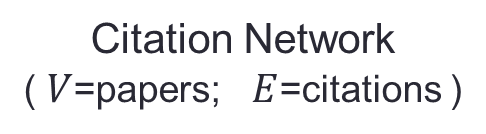 Citation Network
( V=papers; E=citations )